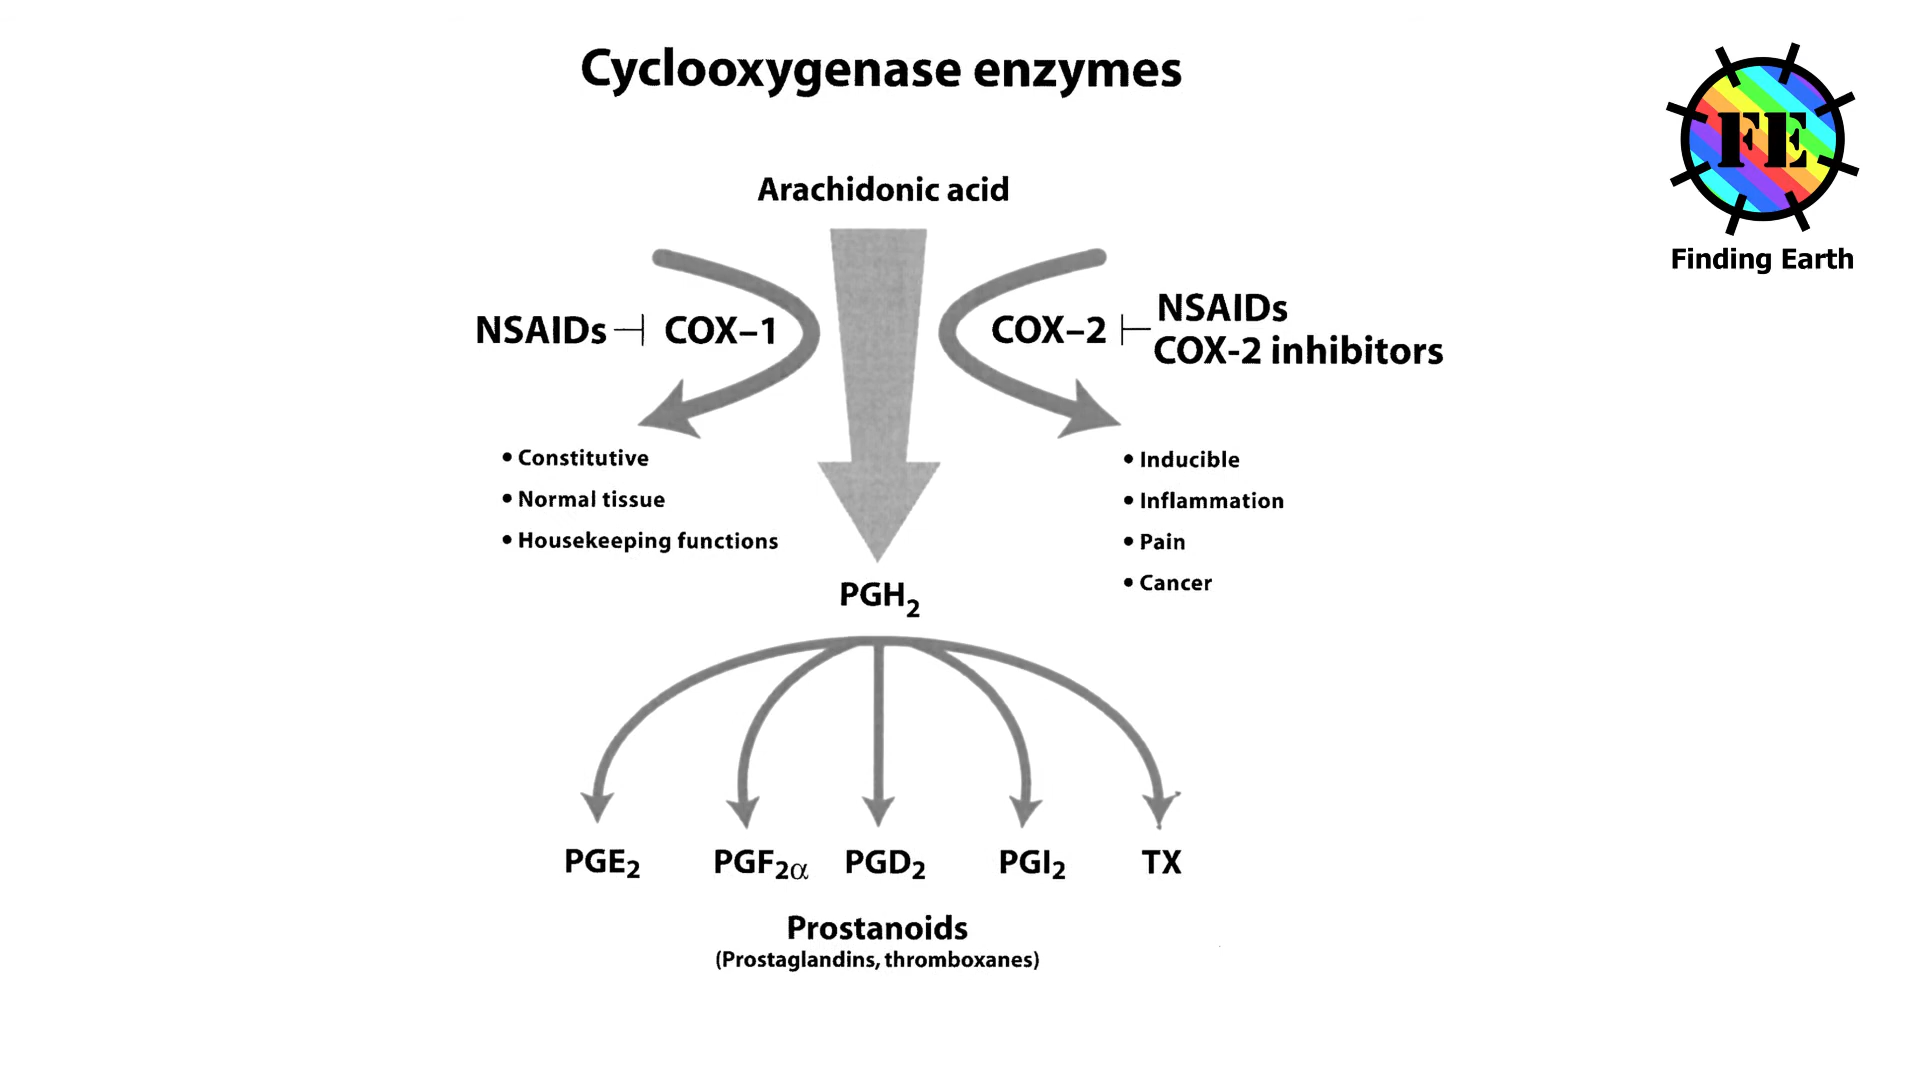 Cyclooxygenase enzymes
FE
Finding Earth
Arachidonic acid
NSAIDs
COX–1
COX–2
NSAIDs
COX-2 inhibitors
• Constitutive
• Normal tissue
• Housekeeping functions
• Inducible
• Inflammation
• Pain
• Cancer
PGH₂
PGE₂ PGF₂α PGD₂ PGI₂ TX
Prostanoids
(Prostaglandins, thromboxanes)